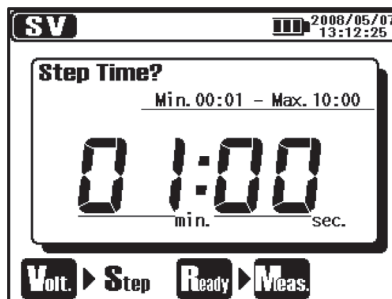 SV 2008/05/07
13:12:25
Step Time?
Min. 00:01 - Max. 10:00
01:00
min. sec.
Volt. Step Ready Meas.